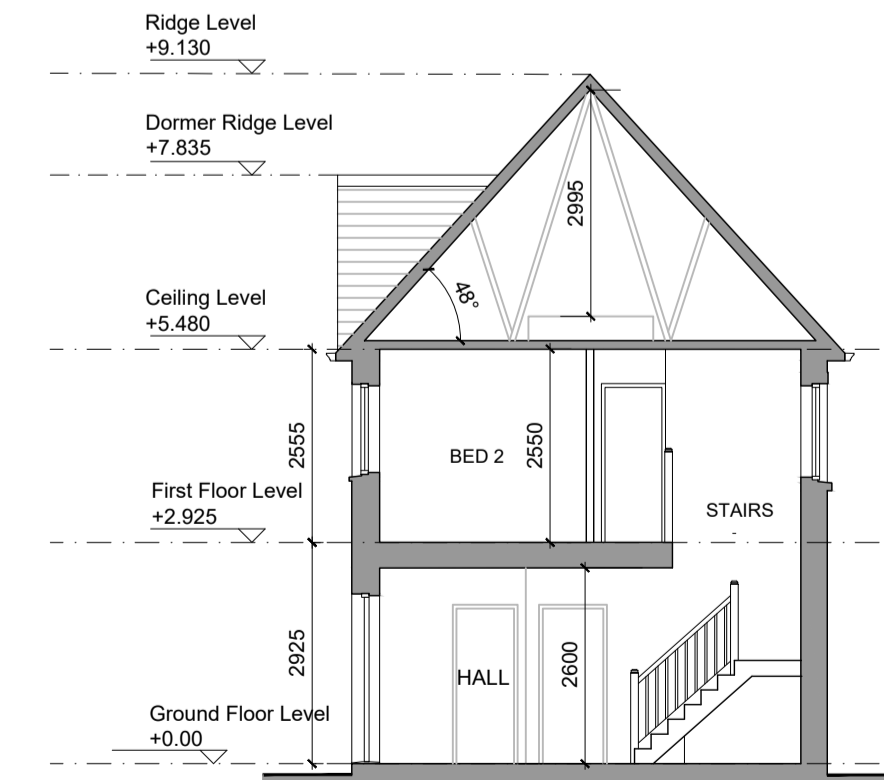 Ridge Level
+9.130
Dormer Ridge Level
+7.835
2995
48°
Ceiling Level
+5.480
2555
BED 2
2550
First Floor Level
+2.925
STAIRS
2925
HALL
2600
Ground Floor Level
+0.00